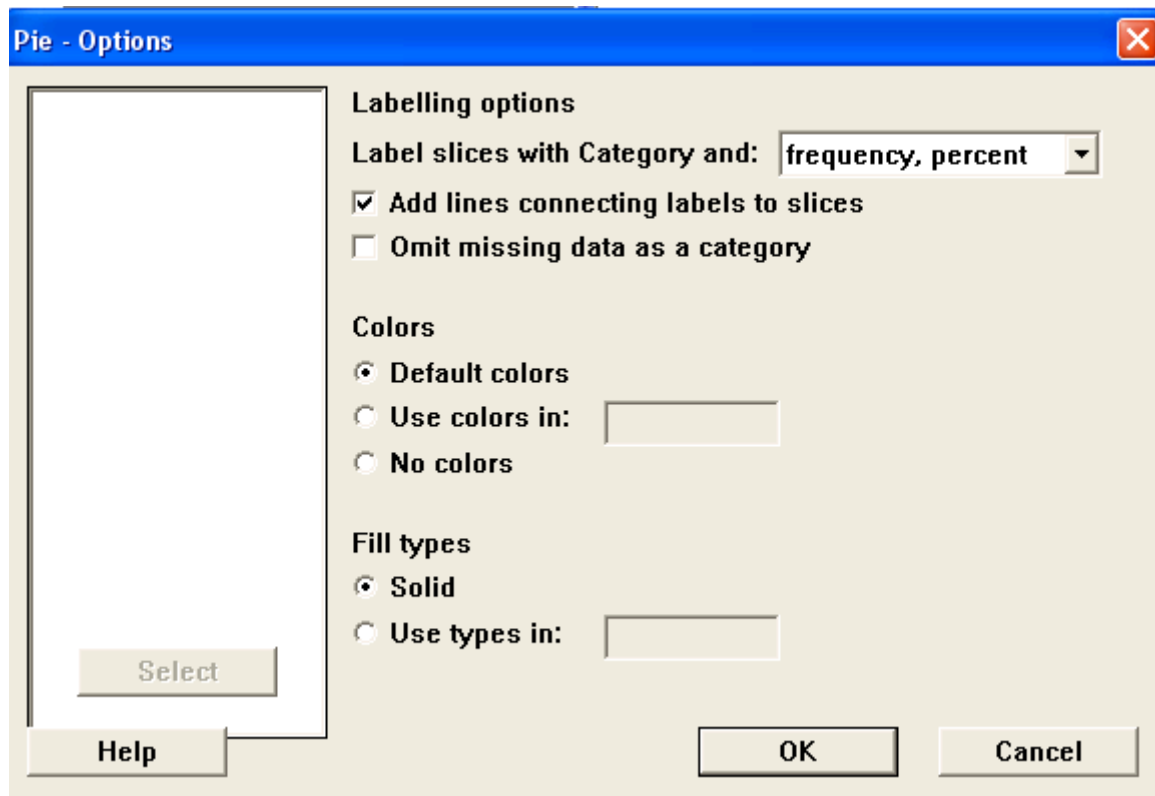 Pie - Options
Labelling options
Label slices with Category and: frequency, percent
Add lines connecting labels to slices
Omit missing data as a category
Colors
Default colors
Use colors in:
No colors
Fill types
Solid
Use types in:
Select
Help
OK
Cancel